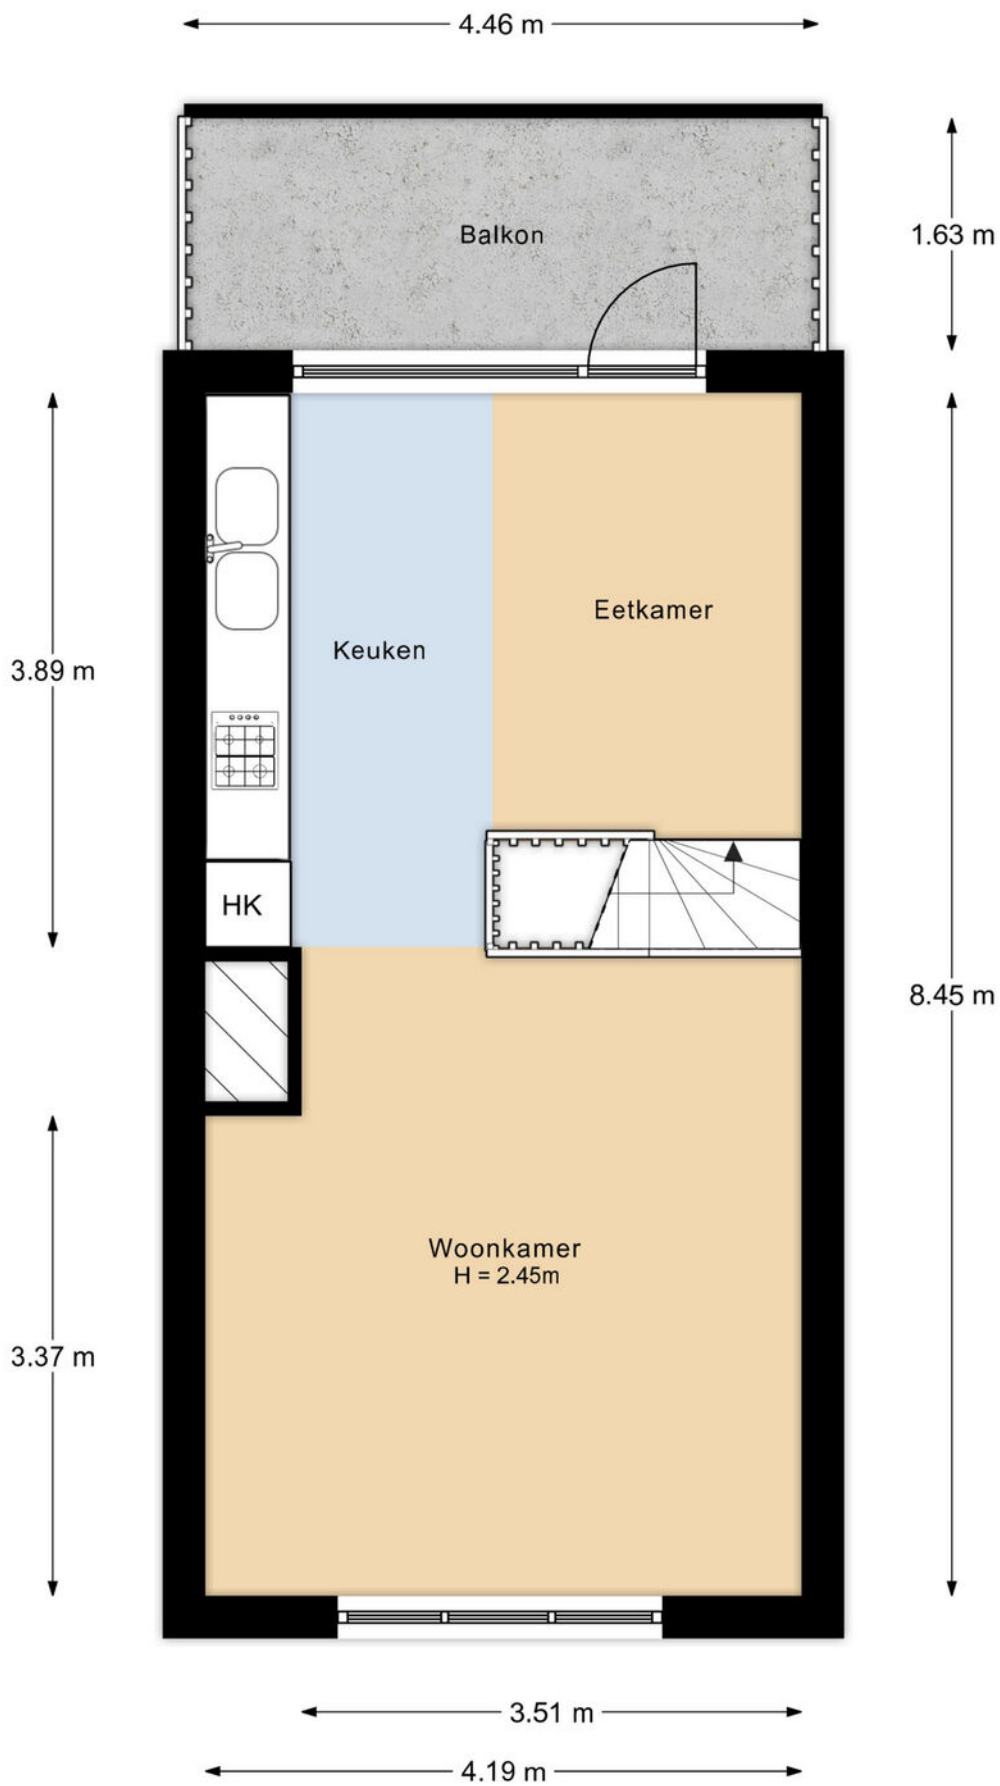 4.46 m
Balkon
1.63 m
Eetkamer
Keuken
3.89 m
HK
8.45 m
Woonkamer
H = 2.45m
3.37 m
3.51 m
4.19 m